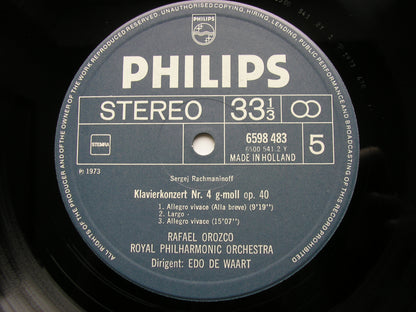 ALL RIGHTS OF THE PRODUCER AND OF THE OWNER OF THE WORK REPRODUCED RESERVED. UNAUTHORISED COPYING, HIRING, LENDING, PUBLIC PERFORMANCE AND BROADCASTING OF THIS RECORD PROHIBITED
PHILIPS
PHILIPS
STEREO
33 1/3
STEMRA
6598 483
6500 541.2 Y
MADE IN HOLLAND
5
℗ 1973
Sergej Rachmaninoff
Klavierkonzert Nr. 4 g-moll op. 40
1. Allegro vivace (Alla breve) (9'19")
2. Largo -
3. Allegro vivace (15'07")
RAFAEL OROZCO
ROYAL PHILHARMONIC ORCHESTRA
Dirigent: EDO DE WAART